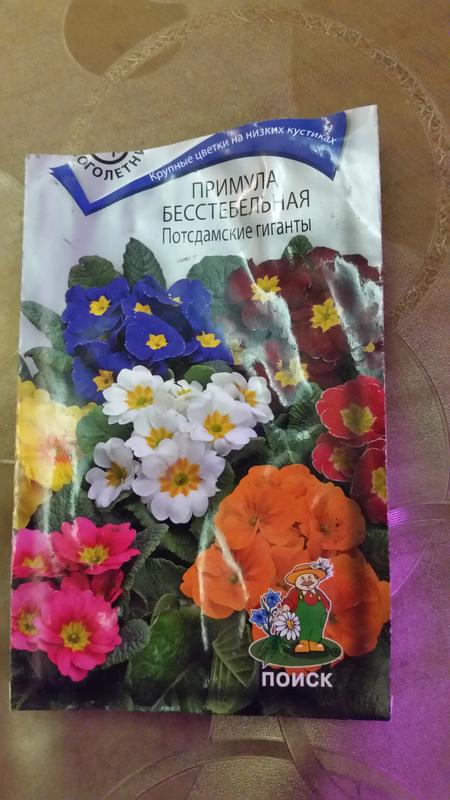 Крупные цветки на низких кустиках
ПРИМУЛА
БЕССТЕБЕЛЬНАЯ
Потсдамские гиганты
ПОИСК